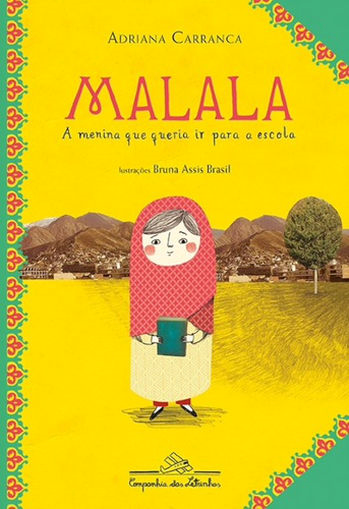 ADRIANA CARRANCA
MALALA
A menina que queria ir para a escola
Ilustrações Bruna Assis Brasil
Companhia das Letrinhas